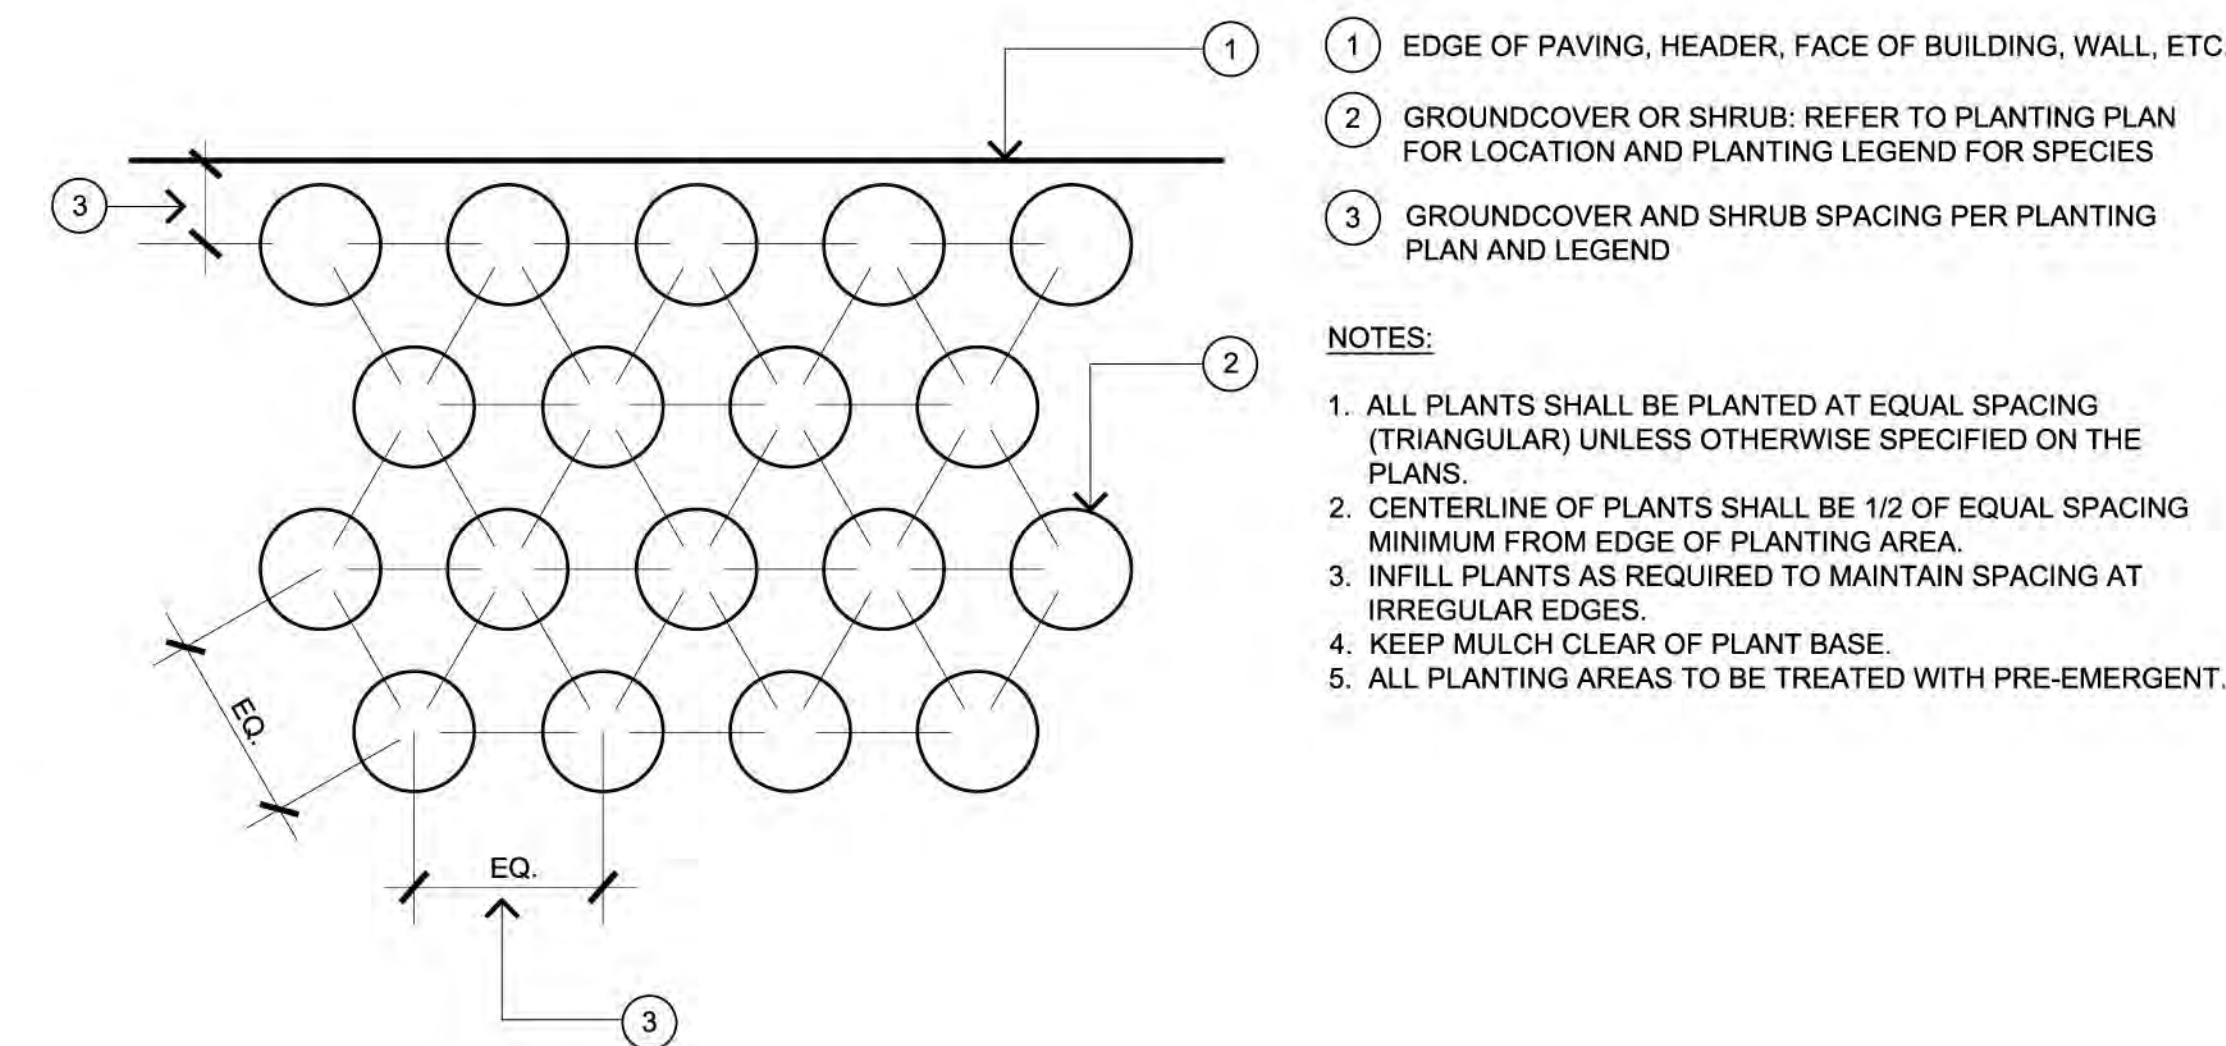 1
1 EDGE OF PAVING, HEADER, FACE OF BUILDING, WALL, ETC.
2 GROUNDCOVER OR SHRUB: REFER TO PLANTING PLAN
FOR LOCATION AND PLANTING LEGEND FOR SPECIES
3
3 GROUNDCOVER AND SHRUB SPACING PER PLANTING
PLAN AND LEGEND
2
NOTES:
1. ALL PLANTS SHALL BE PLANTED AT EQUAL SPACING
(TRIANGULAR) UNLESS OTHERWISE SPECIFIED ON THE
PLANS.
2. CENTERLINE OF PLANTS SHALL BE 1/2 OF EQUAL SPACING
MINIMUM FROM EDGE OF PLANTING AREA.
3. INFILL PLANTS AS REQUIRED TO MAINTAIN SPACING AT
IRREGULAR EDGES.
4. KEEP MULCH CLEAR OF PLANT BASE.
5. ALL PLANTING AREAS TO BE TREATED WITH PRE-EMERGENT.
EQ.
EQ.
3